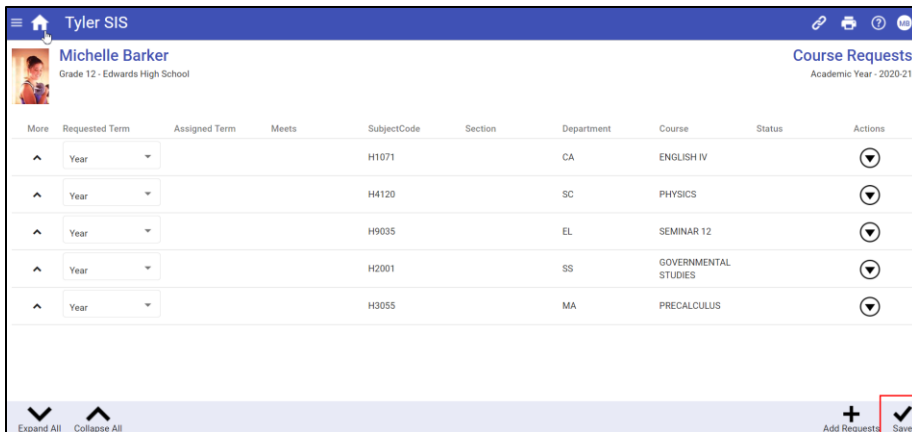 Tyler SIS
MB
Michelle Barker
Grade 12 - Edwards High School
Course Requests
Academic Year - 2020-21
More Requested Term Assigned Term Meets SubjectCode Section Department Course Status Actions
Year H1071 CA ENGLISH IV
Year H4120 SC PHYSICS
Year H9035 EL SEMINAR 12
Year H2001 SS GOVERNMENTAL
STUDIES
Year H3055 MA PRECALCULUS
Expand All Collapse All Add Requests Save